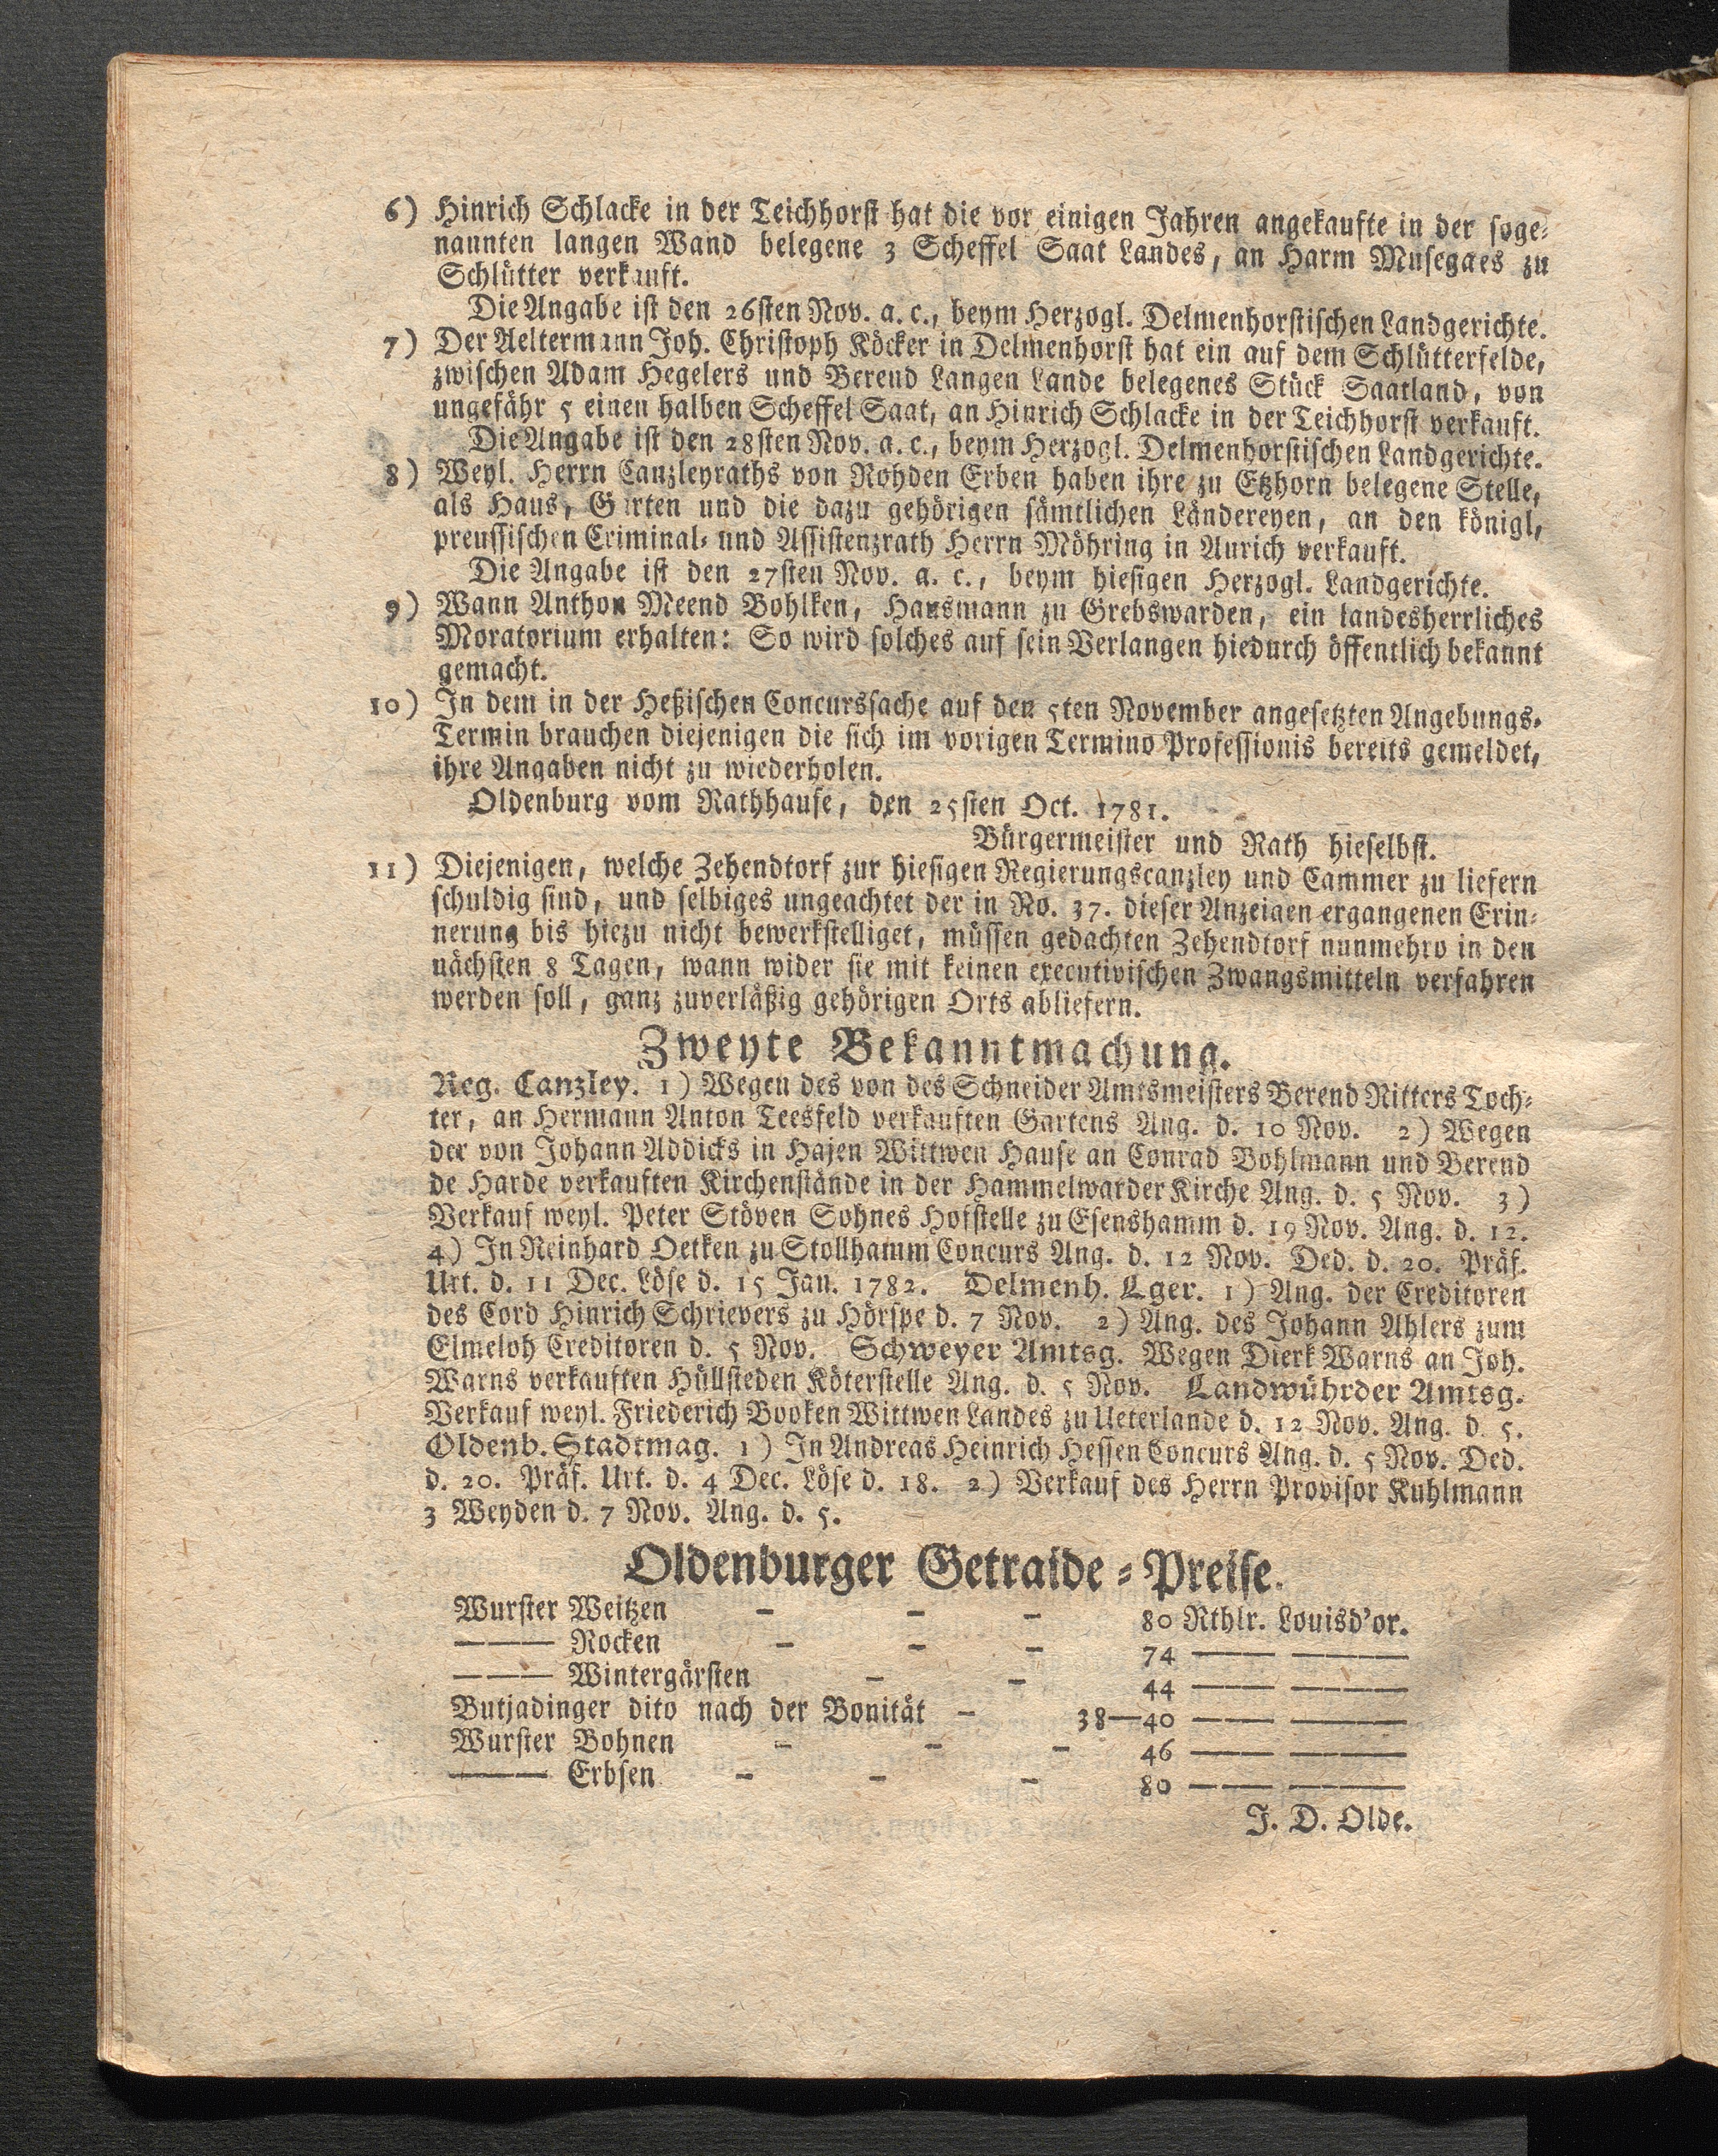 6) Hinrich Schlacke in der Teichhorst hat die vor einigen Jahren angekaufte in der soge-
nannten langen Wand belegene 3 Scheffel Saat Landes, an Harm Musegaes zu
Schlütter verkauft.
Die Angabe ist den 26sten Nov. a. c., beym Herzogl. Delmenhorstischen Landgerichte.
7) Der Aeltermann Joh. Christoph Köcker in Delmenhorst hat ein auf dem Schlütterfelde,
zwischen Adam Hegelers und Berend Langen Lande belegenes Stück Saatland, von
ungefähr 5 einen halben Scheffel Saat, an Hinrich Schlacke in der Teichhorst verkauft.
Die Angabe ist den 28sten Nov. a. c., beym Herzogl. Delmenhorstischen Landgerichte.
8) Weyl. Herrn Canzleyraths von Rohden Erben haben ihre zu Etzhorn belegene Stelle,
als Haus, Garten und die dazu gehörigen sämtlichen Ländereyen, an den königl,
preussischen Criminal- und Assistenzrath Herrn Möhring in Aurich verkauft.
Die Angabe ist den 27sten Nov. a. c., beym hiesigen Herzogl. Landgerichte.
9) Wann Anthon Meend Bohlken, Hausmann zu Grebswarden, ein landesherrliches
Moratorium erhalten: So wird solches auf sein Verlangen hiedurch öffentlich bekannt
gemacht.
10) In dem in der Heßischen Concurssache auf den 5ten November angesetzten Angebungs-
Termin brauchen diejenigen die sich im vorigen Termino Professionis bereits gemeldet,
ihre Angaben nicht zu wiederholen.
Oldenburg vom Rathhause, den 25sten Oct. 1781.
Bürgermeister und Rath hieselbst.
11) Diejenigen, welche Zehendtorf zur hiesigen Regierungscanzley und Cammer zu liefern
schuldig sind, und selbiges ungeachtet der in No. 37. dieser Anzeigen ergangenen Erin-
nerung bis hiezu nicht bewerkstelliget, müssen gedachten Zehendtorf nunmehro in den
nächsten 8 Tagen, wann wider sie mit keinen executivischen Zwangsmitteln verfahren
werden soll, ganz zuverläßig gehörigen Orts abliefern.
Zweyte Bekanntmachung.
Reg. Canzley. 1) Wegen des von des Schneider Amtsmeisters Berend Ritters Toch-
ter, an Hermann Anton Teesfeld verkauften Gartens Ang. d. 10 Nov. 2) Wegen
der von Johann Addicks in Hajen Wittwen Hause an Conrad Bohlmann und Berend
de Harde verkauften Kirchenstände in der Hammelwarder Kirche Ang. d. 5 Nov. 3)
Verkauf weyl. Peter Stöven Sohnes Hofstelle zu Esenshamm d. 19 Nov. Ang. d. 12.
4) In Reinhard Oetken zu Stollhamm Concurs Ang. d. 12 Nov. Ded. d. 20. Präf.
Urt. d. 11 Dec. Löse d. 15 Jan. 1782. Delmenh. Lger. 1) Ang. der Creditoren
des Cord Hinrich Schrievers zu Hörspe d. 7 Nov. 2) Ang. des Johann Ahlers zum
Elmeloh Creditoren d. 5 Nov. Schweyer Amtsg. Wegen Dierk Warns an Joh.
Warns verkauften Hüllsteden Köterstelle Ang. d. 5 Nov. Landwührder Amtsg.
Verkauf weyl. Friederich Booken Wittwen Landes zu Ueterlande d. 12 Nov. Ang. d. 5.
Oldenb. Stadtmag. 1) In Andreas Heinrich Hessen Concurs Ang. d. 5 Nov. Ded.
d. 20. Präf. Urt. d. 4 Dec. Löse d. 18. 2) Verkauf des Herrn Provisor Kuhlmann
3 Weyden d. 7 Nov. Ang. d. 5.
Oldenburger Getraide-Preise.
Wurster Weitzen - - - 80 Rthlr. Louisd'or.
——— Rocken - - - 74 ——— ———
——— Wintergärsten - - 44 ——— ———
Butjadinger dito nach der Bonität - 38—40 ——— ———
Wurster Bohnen - - - 46 ——— ———
——— Erbsen - - - 80 ——— ———
J. D. Olde.